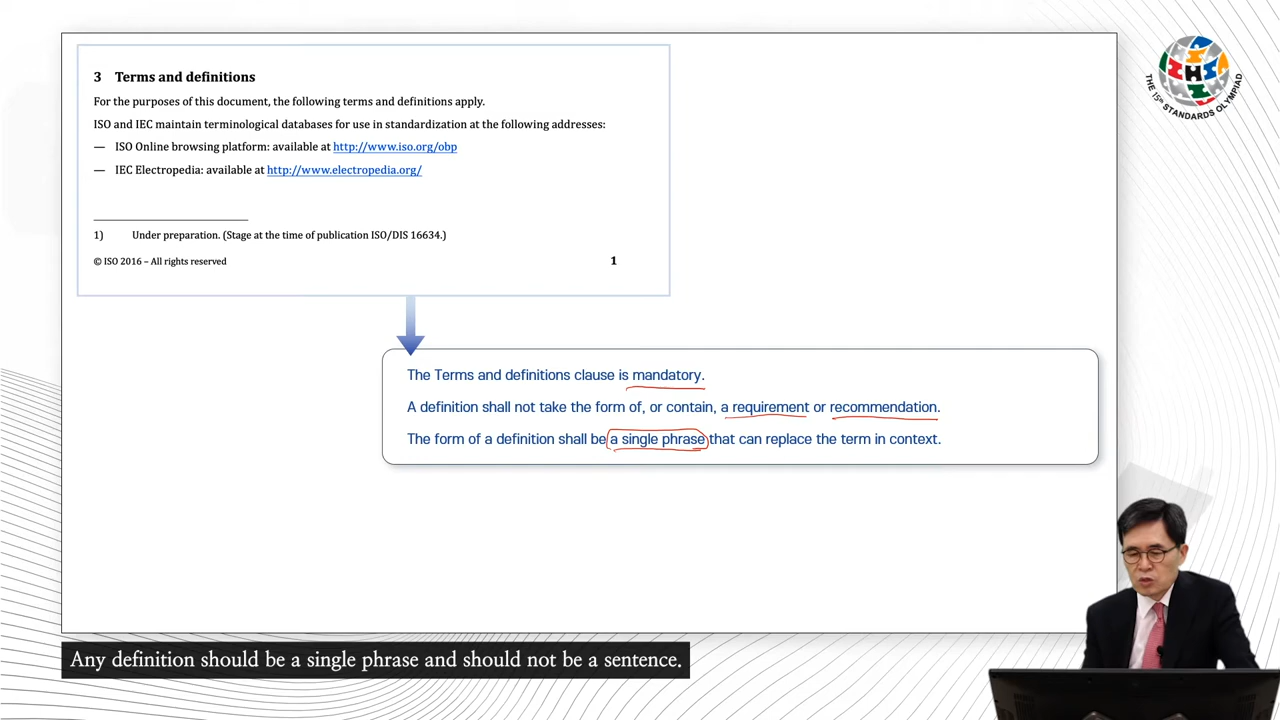 3 Terms and definitions
For the purposes of this document, the following terms and definitions apply.
ISO and IEC maintain terminological databases for use in standardization at the following addresses:
— ISO Online browsing platform: available at http://www.iso.org/obp
— IEC Electropedia: available at http://www.electropedia.org/
1) Under preparation. (Stage at the time of publication ISO/DIS 16634.)
© ISO 2016 – All rights reserved 1
THE 15th STANDARDS OLYMPIAD
The Terms and definitions clause is mandatory.
A definition shall not take the form of, or contain, a requirement or recommendation.
The form of a definition shall be a single phrase that can replace the term in context.
Any definition should be a single phrase and should not be a sentence.